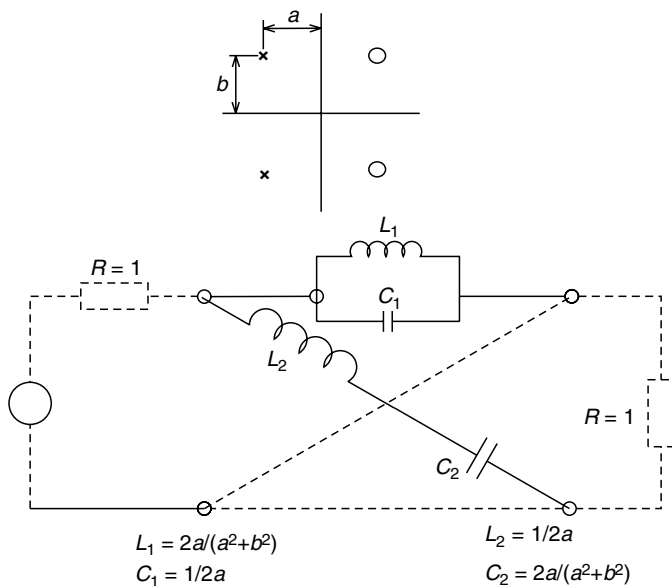 a
b
L₁
R = 1
C₁
L₂
R = 1
C₂
L₁ = 2a/(a²+b²)
C₁ = 1/2a
L₂ = 1/2a
C₂ = 2a/(a²+b²)